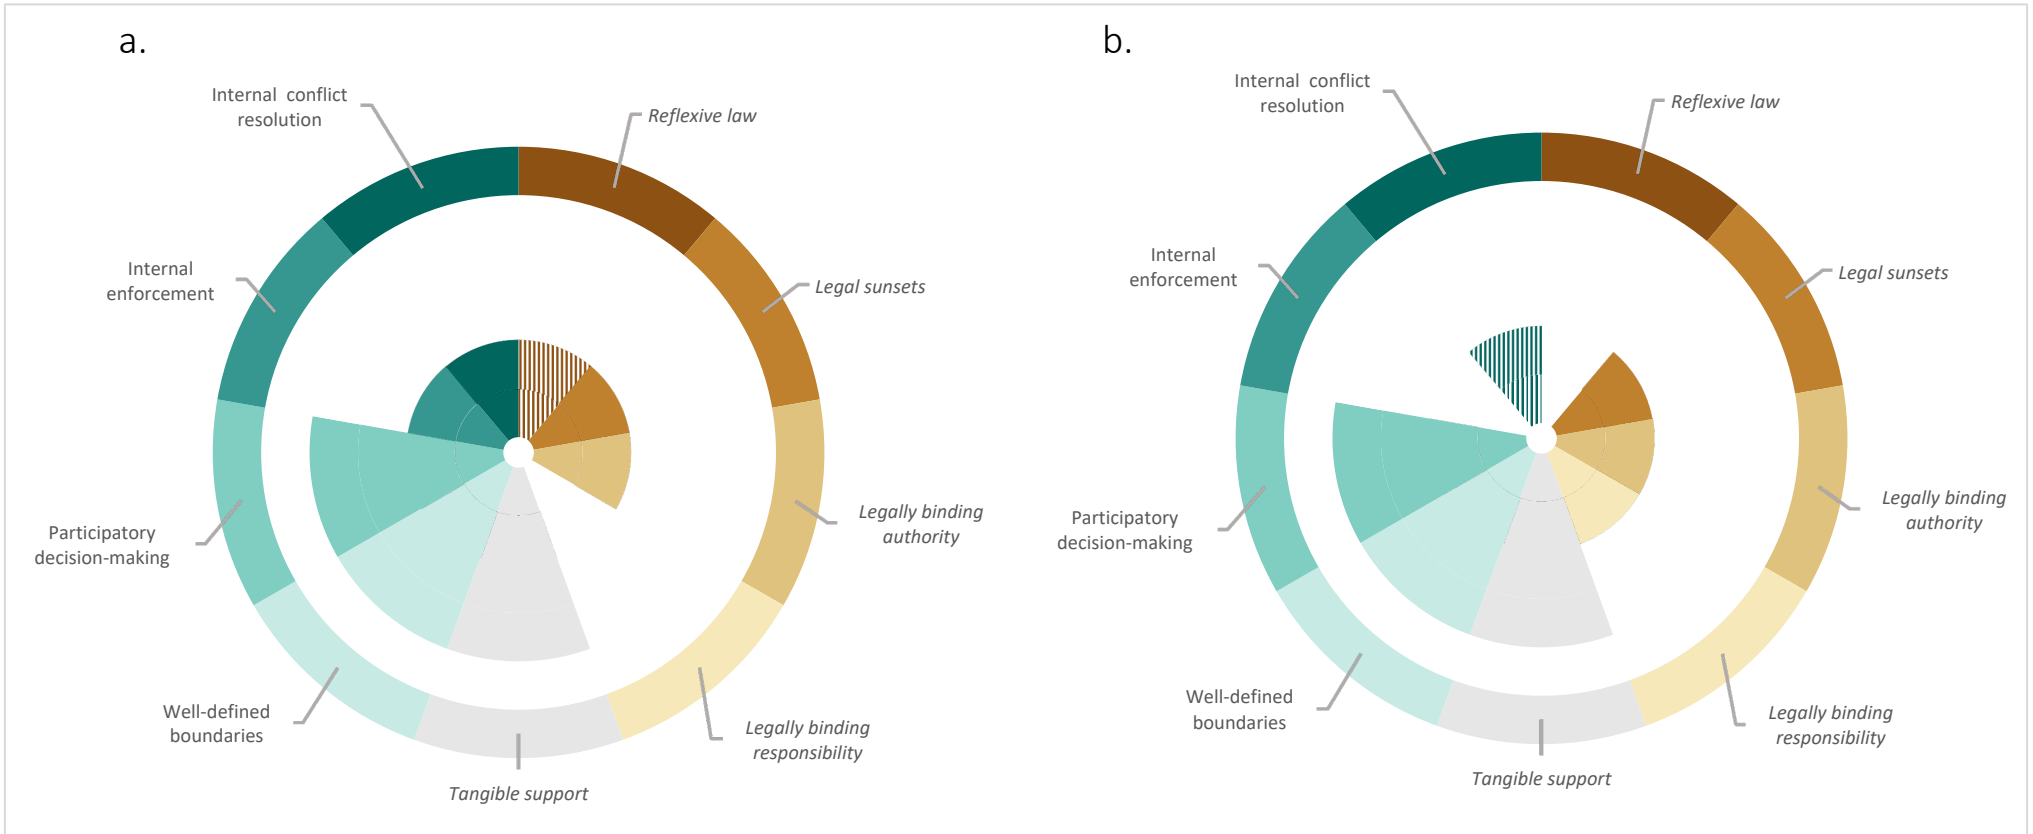 a.
Internal conflict
resolution
Reflexive law
Internal
enforcement
Legal sunsets
Participatory
decision-making
Legally binding
authority
Well-defined
boundaries
Legally binding
responsibility
Tangible support
b.
Internal conflict
resolution
Reflexive law
Internal
enforcement
Legal sunsets
Participatory
decision-making
Legally binding
authority
Well-defined
boundaries
Legally binding
responsibility
Tangible support